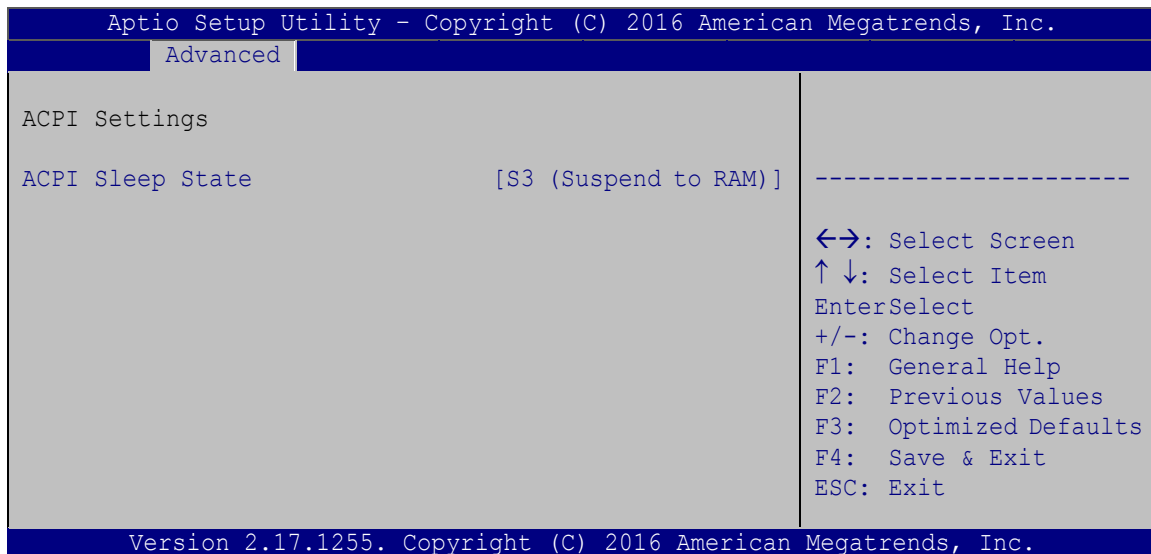 Aptio Setup Utility – Copyright (C) 2016 American Megatrends, Inc.
Advanced
ACPI Settings
ACPI Sleep State [S3 (Suspend to RAM)]
----------------------
←→: Select Screen
↑ ↓: Select Item
EnterSelect
+/-: Change Opt.
F1: General Help
F2: Previous Values
F3: Optimized Defaults
F4: Save & Exit
ESC: Exit
Version 2.17.1255. Copyright (C) 2016 American Megatrends, Inc.